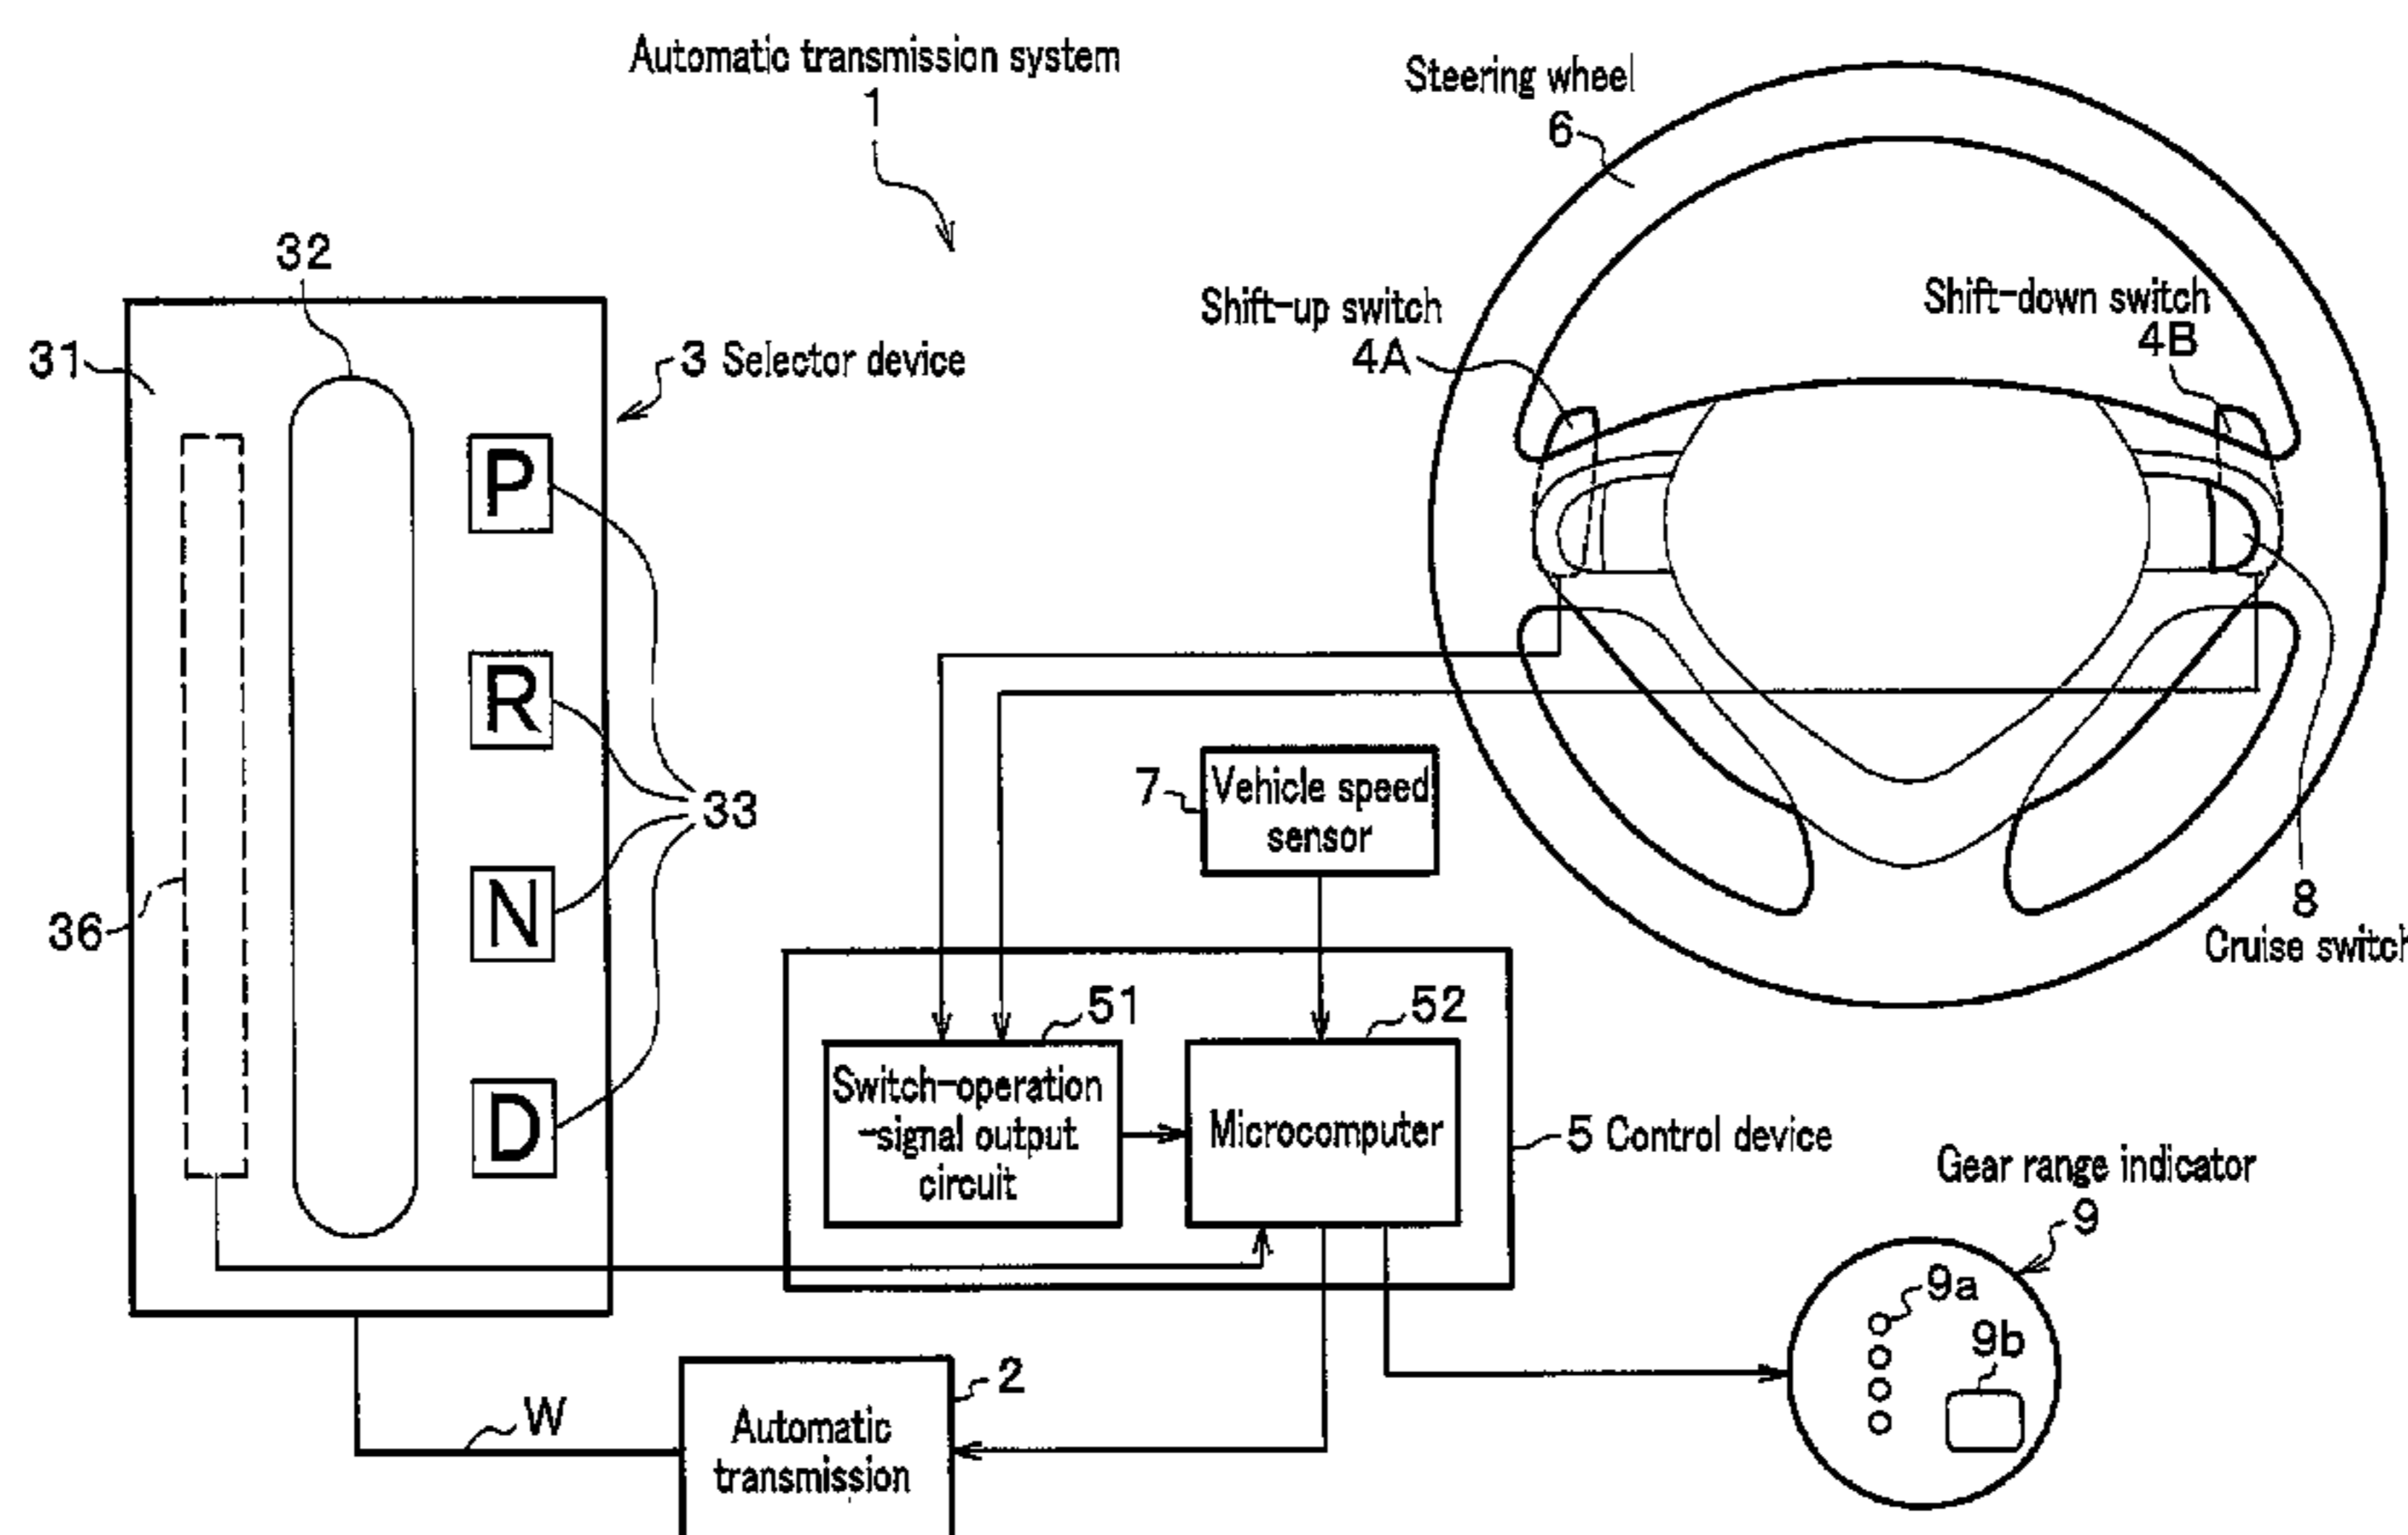 Automatic transmission system
1
Steering wheel
6
Shift-up switch
4A
Shift-down switch
4B
32
31
3 Selector device
P
R
N
D
33
36
7
Vehicle speed
sensor
8
Cruise switch
51
52
Switch-operation
-signal output
circuit
Microcomputer
5 Control device
Gear range indicator
9
9a
9b
W
2
Automatic
transmission